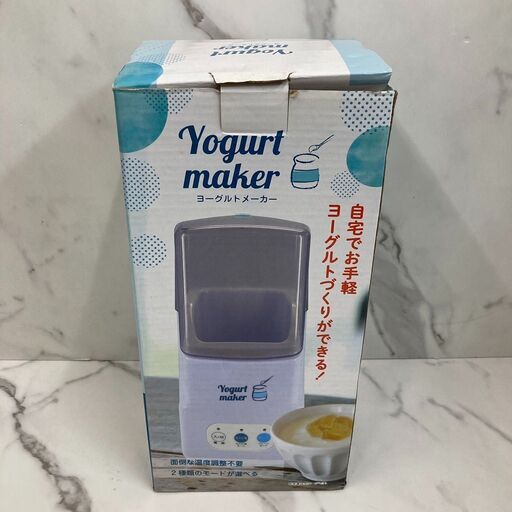 Yogurt
maker
Yogurt
maker
ヨーグルトメーカー
自宅でお手軽
ヨーグルトづくりができる!
Yogurt
maker
面倒な温度調整不要
2種類のモードが選べる